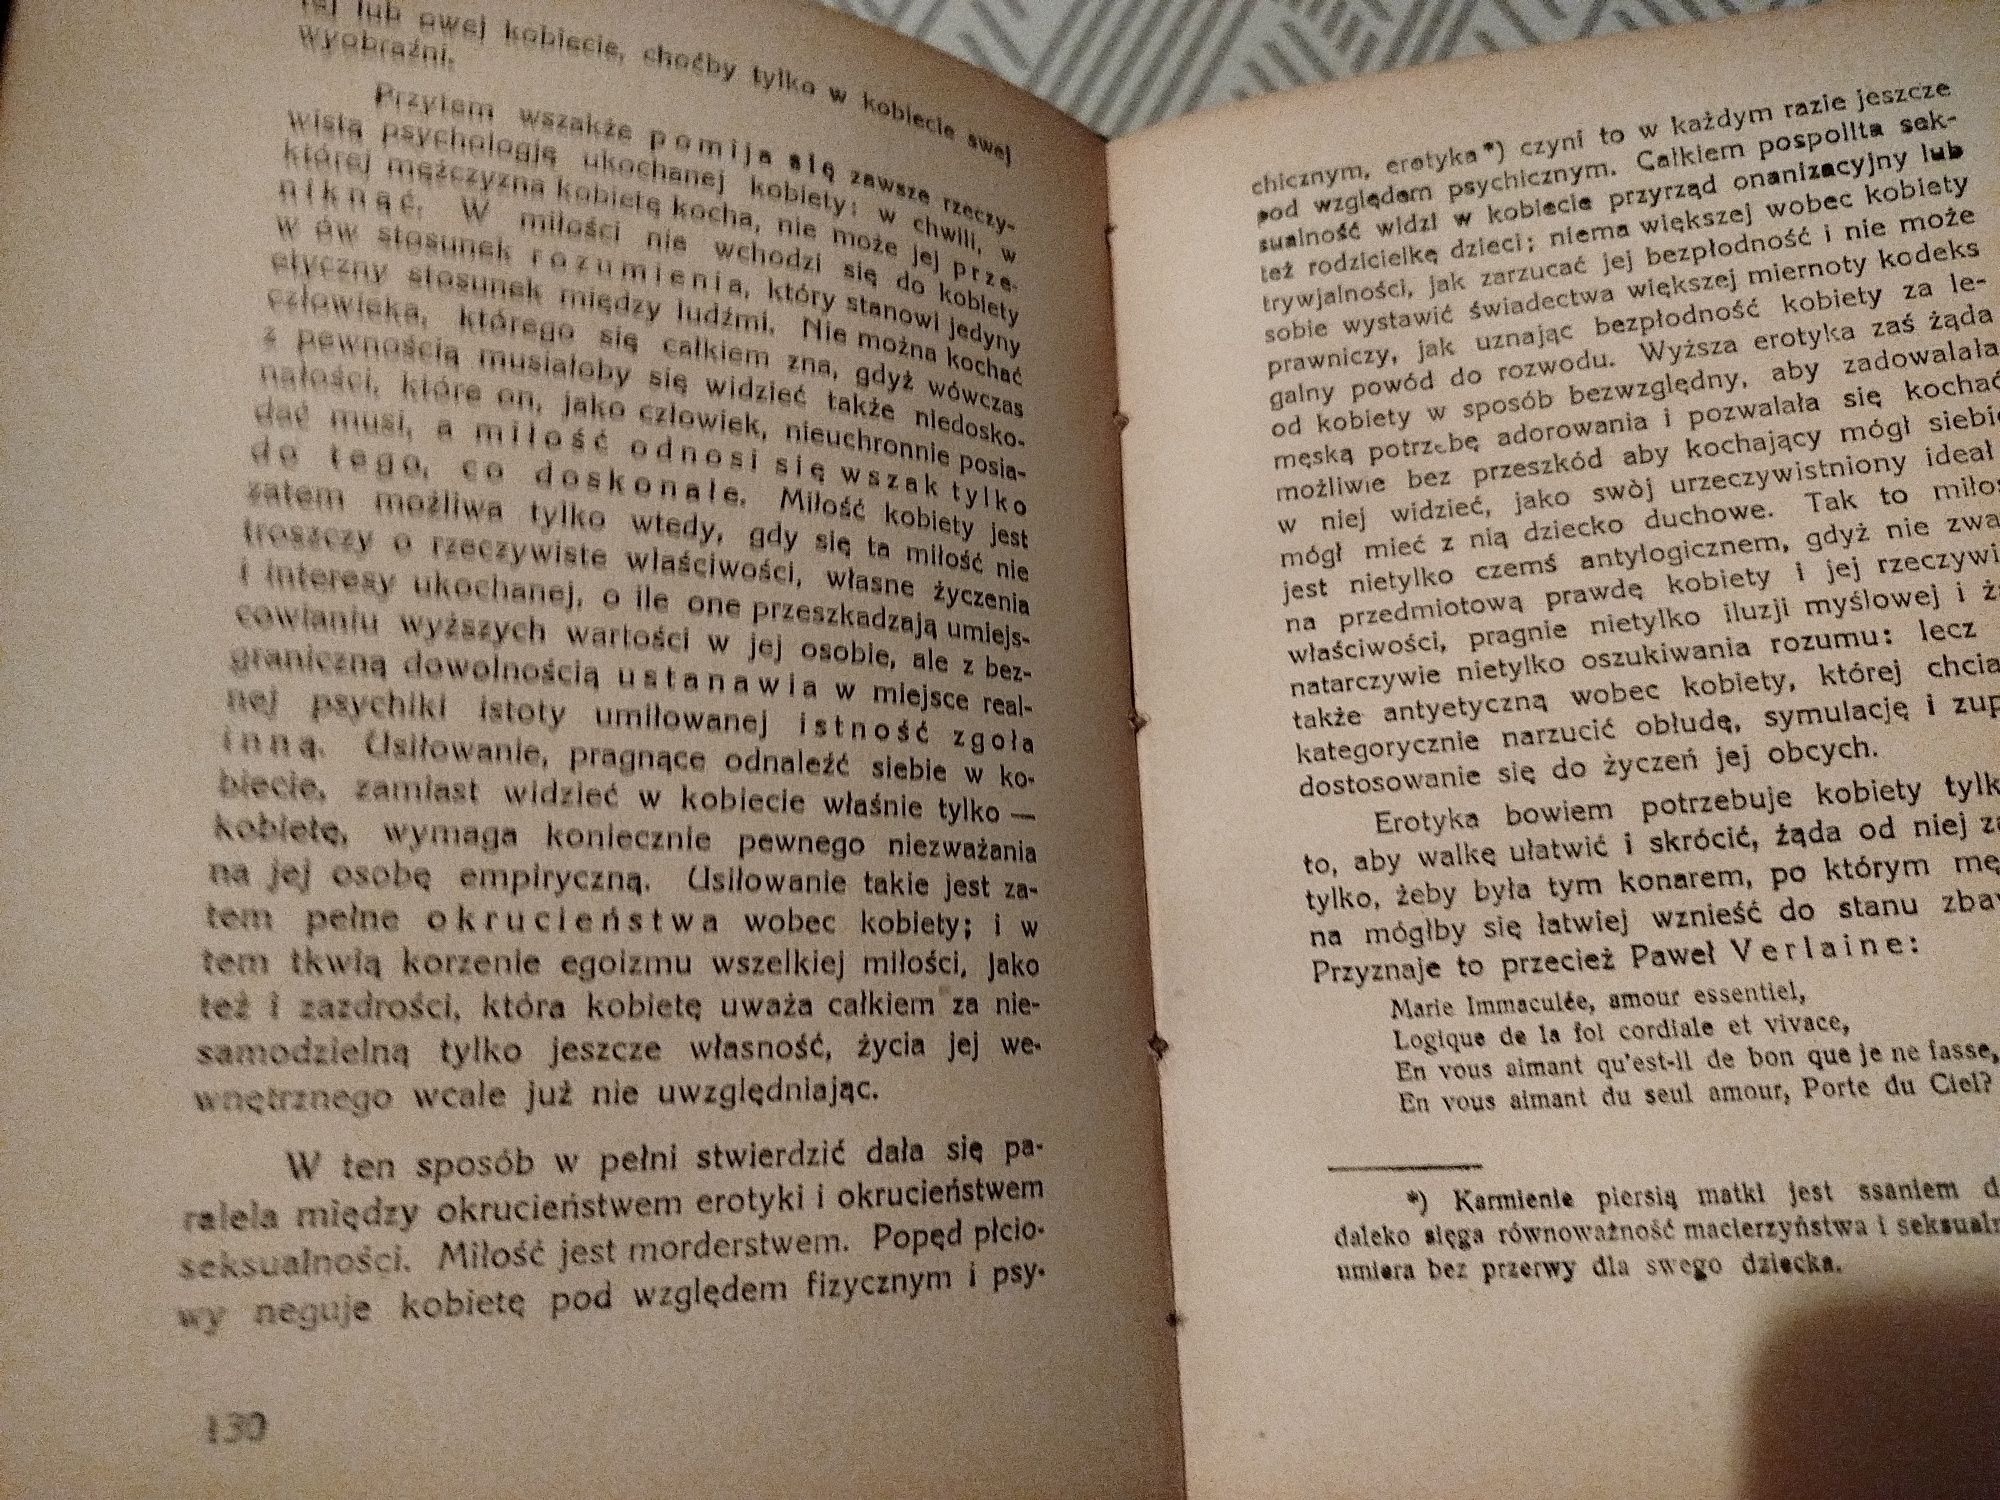 tej lub owej kobiecie, choćby tylko w kobiecie swej
wyobraźni.
Przytem wszakże pomija się zawsze rzeczy-
wistą psychologję ukochanej kobiety: w chwili, w
której mężczyzna kobietę kocha, nie może jej prze-
niknąć. W miłości nie wchodzi się do kobiety
w ów stosunek rozumienia, który stanowi jedyny
etyczny stosunek między ludźmi. Nie można kochać
człowieka, którego się całkiem zna, gdyż wówczas
z pewnością musiałoby się widzieć także niedosko-
nałości, które on, jako człowiek, nieuchronnie posia-
dać musi, a miłość odnosi się wszak tylko
do tego, co doskonałe. Miłość kobiety jest
zatem możliwa tylko wtedy, gdy się ta miłość nie
troszczy o rzeczywiste właściwości, własne życzenia
i interesy ukochanej, o ile one przeszkadzają umiejs-
cowianiu wyższych wartości w jej osobie, ale z bez-
graniczną dowolnością ustanawia w miejsce real-
nej psychiki istoty umiłowanej istność zgoła
inną. Usiłowanie, pragnące odnaleźć siebie w ko-
biecie, zamiast widzieć w kobiecie właśnie tylko —
kobietę, wymaga koniecznie pewnego niezważania
na jej osobę empiryczną. Usiłowanie takie jest za-
tem pełne okrucieństwa wobec kobiety; i w
tem tkwią korzenie egoizmu wszelkiej miłości, jako
też i zazdrości, która kobietę uważa całkiem za nie-
samodzielną tylko jeszcze własność, życia jej we-
wnętrznego wcale już nie uwzględniając.
W ten sposób w pełni stwierdzić dała się pa-
ralela między okrucieństwem erotyki i okrucieństwem
seksualności. Miłość jest morderstwem. Popęd płcio-
wy neguje kobietę pod względem fizycznym i psy-
130
chicznym, erotyka*) czyni to w każdym razie jeszcze
pod względem psychicznym. Całkiem pospolita sek-
sualność widzi w kobiecie przyrząd onanizacyjny lub
też rodzicielkę dzieci; niema większej wobec kobiety
trywjalności, jak zarzucać jej bezpłodność i nie może
sobie wystawić świadectwa większej miernoty kodeks
prawniczy, jak uznając bezpłodność kobiety za le-
galny powód do rozwodu. Wyższa erotyka zaś żąda
od kobiety w sposób bezwzględny, aby zadowalała
męską potrzebę adorowania i pozwalała się kochać
możliwie bez przeszkód aby kochający mógł siebie
w niej widzieć, jako swój urzeczywistniony ideał
mógł mieć z nią dziecko duchowe. Tak to miłoś
jest nietylko czemś antylogicznem, gdyż nie zwa
na przedmiotową prawdę kobiety i jej rzeczywi
właściwości, pragnie nietylko iluzji myślowej i ż
natarczywie nietylko oszukiwania rozumu: lecz
także antyetyczną wobec kobiety, której chcia
kategorycznie narzucić obłudę, symulację i zup
dostosowanie się do życzeń jej obcych.
Erotyka bowiem potrzebuje kobiety tylk
to, aby walkę ułatwić i skrócić, żąda od niej za
tylko, żeby była tym konarem, po którym mę
na mógłby się łatwiej wznieść do stanu zba
Przyznaje to przecież Paweł Verlaine:
Marie Immaculée, amour essentiel,
Logique de la foi cordiale et vivace,
En vous aimant qu'est-il de bon que je ne fasse,
En vous aimant du seul amour, Porte du Ciel?
*) Karmienie piersią matki jest ssaniem d
daleko sięga równoważność macierzyństwa i seksualn
umiera bez przerwy dla swego dziecka.